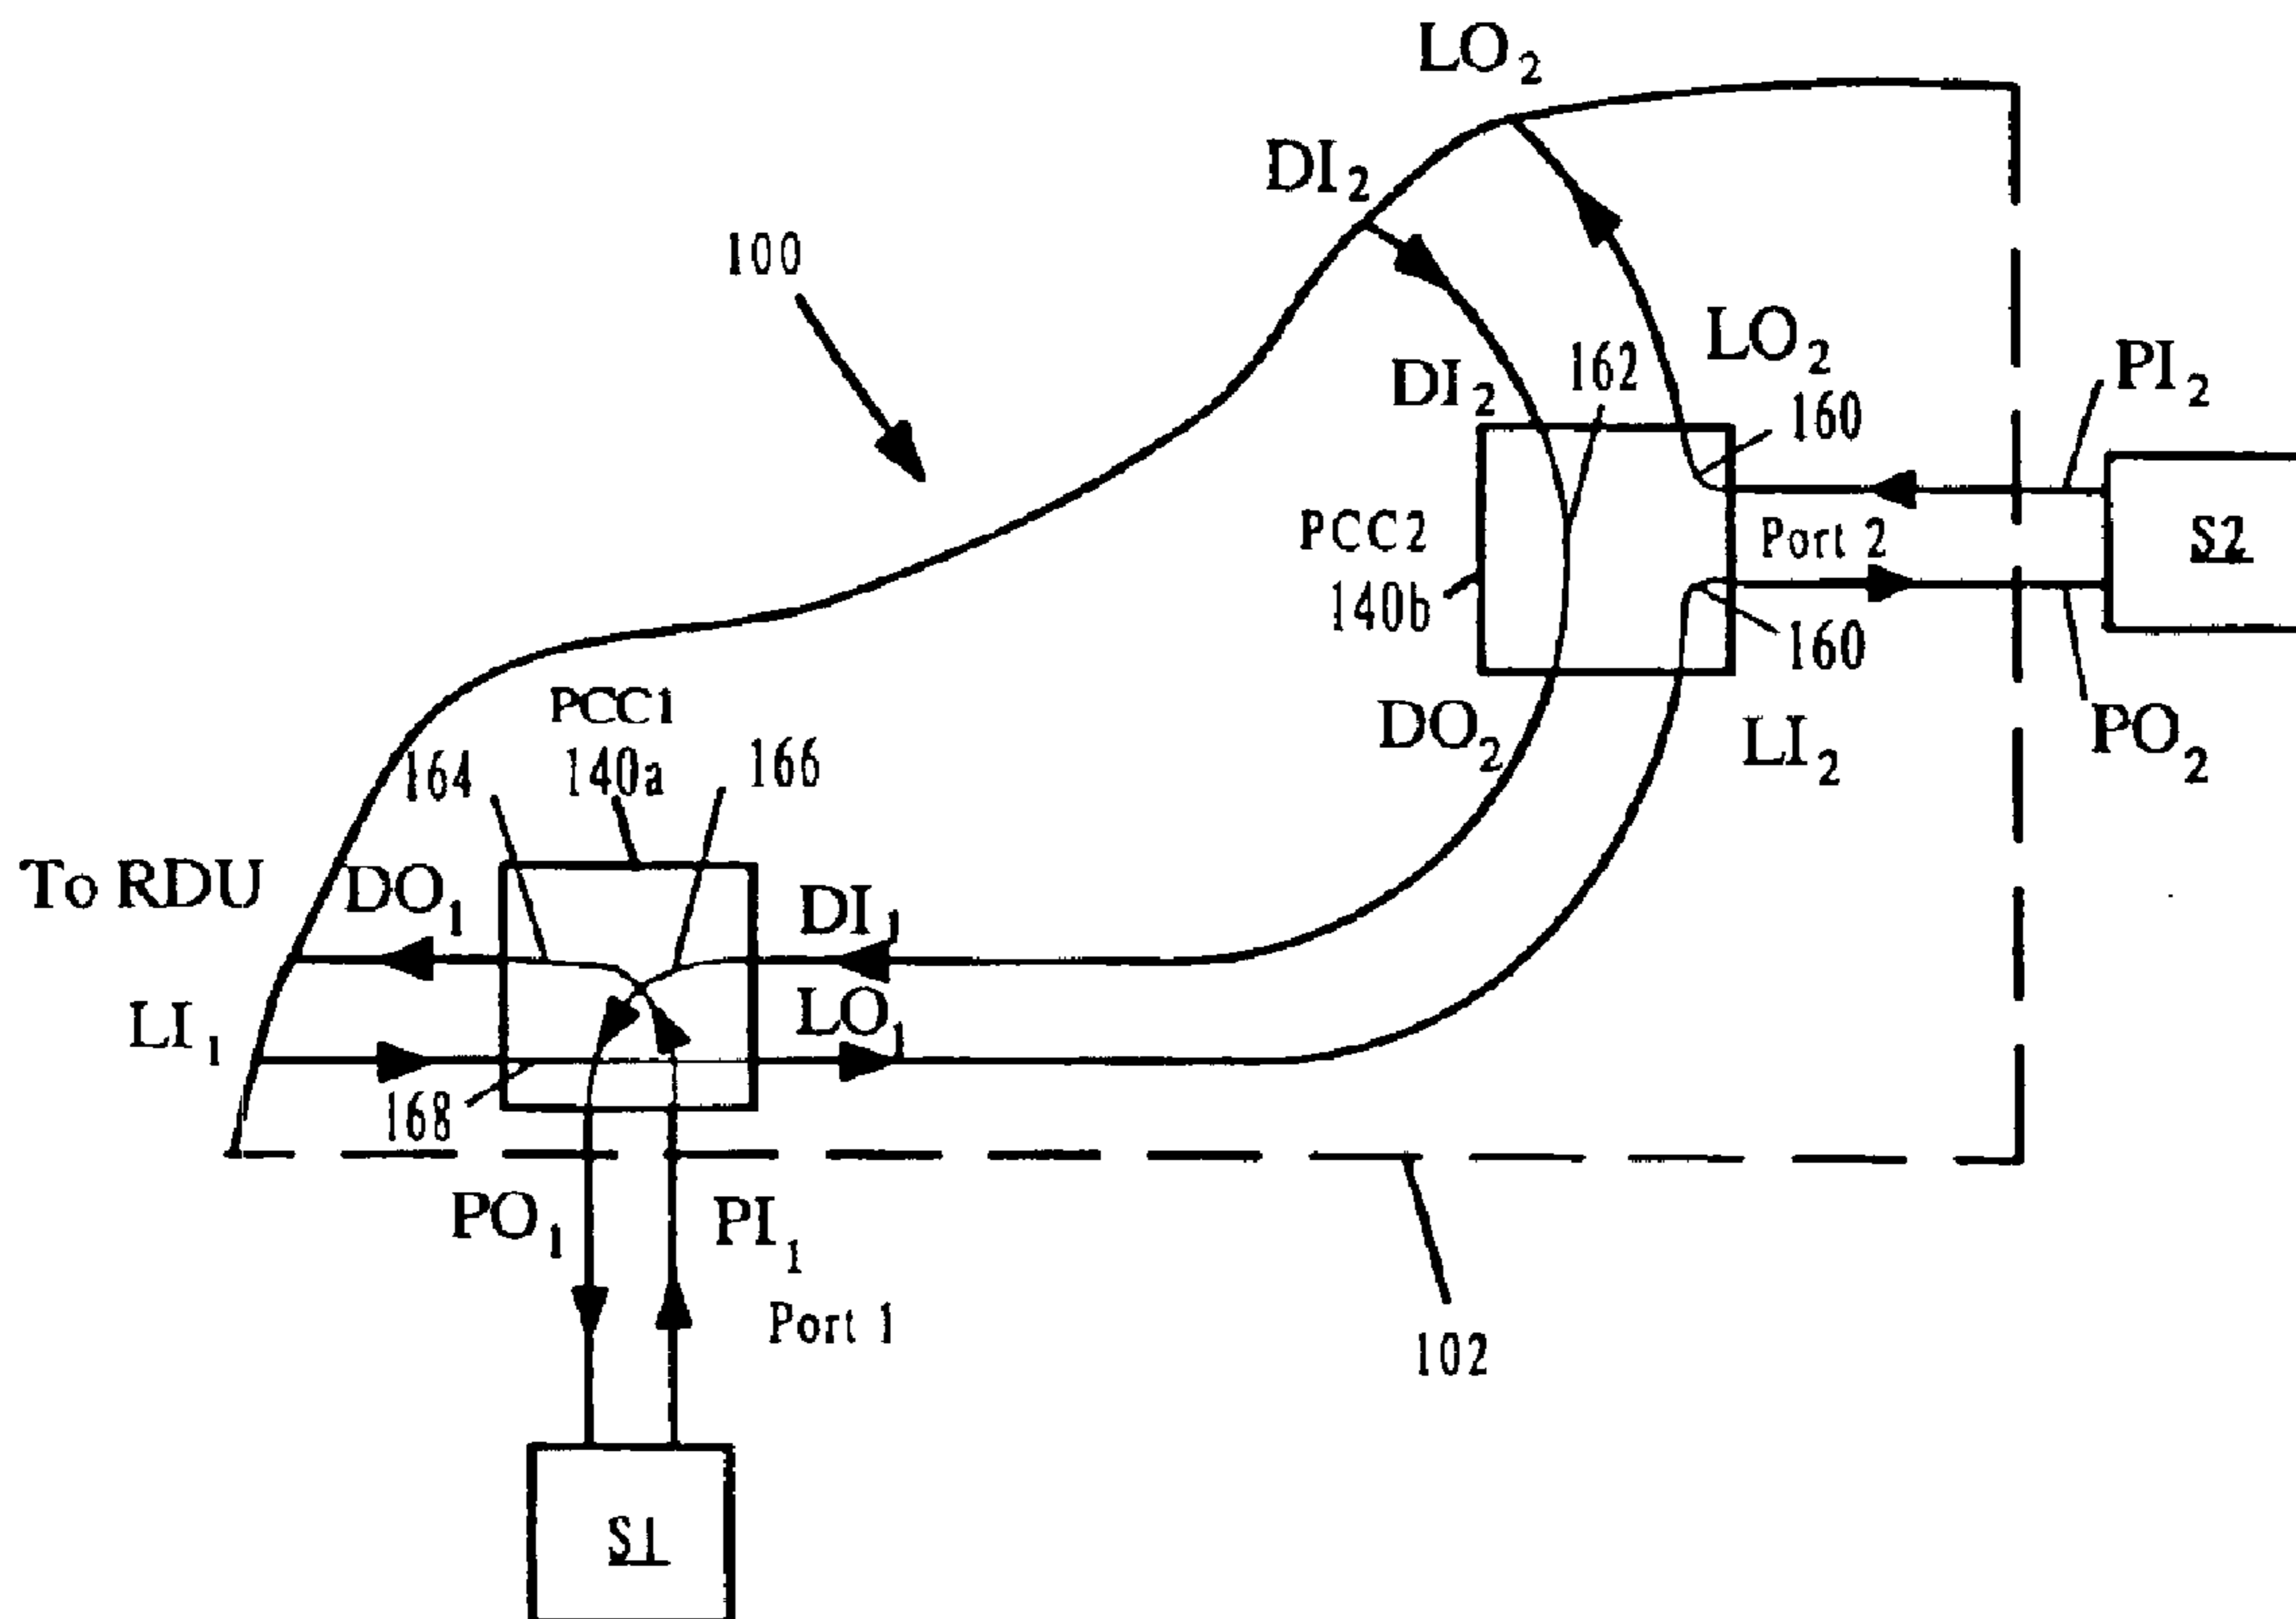 LO2
DI2
100
DI2
162
LO2
160
PI2
PCC2
140b
Port 2
S2
160
DO2
LI2
PO2
PCC1
164
140a
166
To RDU
DO1
DI1
LI1
LO1
168
PO1
PI1
Port 1
102
S1